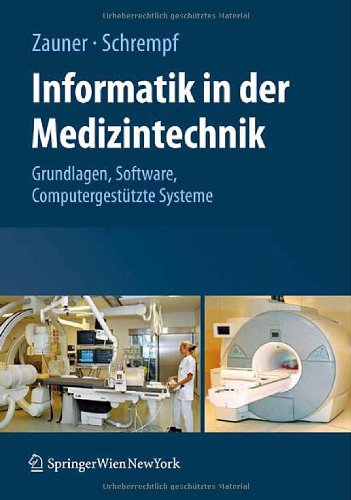 Urheberrechtlich geschütztes Material
Zauner · Schrempf
Informatik in der
Medizintechnik
Grundlagen, Software,
Computergestützte Systeme
SpringerWienNewYork
Urheberrechtlich geschütztes Material